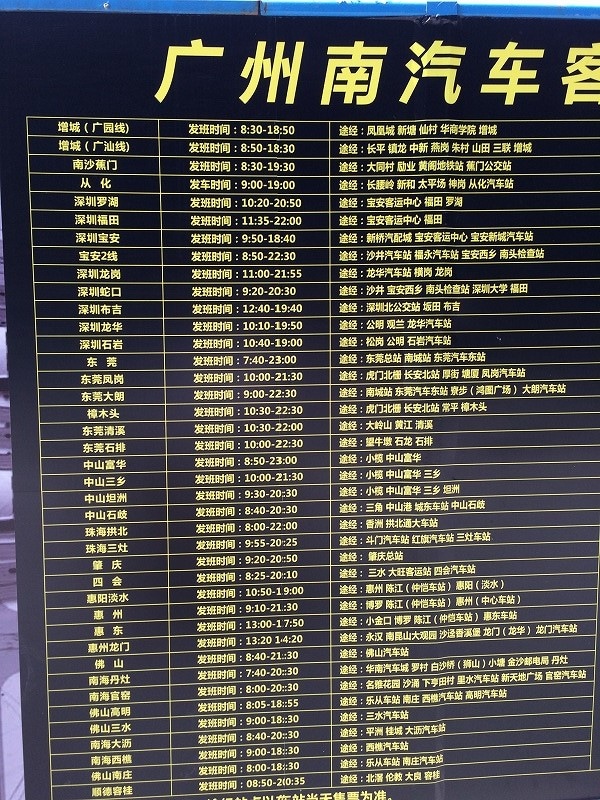 广州南汽车客
增城（广园线） 发班时间：8:30-18:50 途经：凤凰城 新塘 仙村 华商学院 增城
增城（广汕线） 发班时间：8:50-18:30 途经：长平 镇龙 中新 燕岗 朱村 山田 三联 增城
南沙蕉门 发班时间：8:30-19:30 途经：大同村 励业 黄阁地铁站 蕉门公交站
从 化 发车时间：9:00-19:00 途经：长腰岭 新和 太平场 神岗 从化汽车站
深圳罗湖 发班时间：10:20-20:50 途经：宝安客运中心 福田 罗湖
深圳福田 发班时间：11:35-22:00 途经：宝安客运中心 福田
深圳宝安 发班时间：9:50-18:40 途经：新桥汽配城 宝安客运中心 宝安新城汽车站
宝安2线 发班时间：8:50-22:30 途经：沙井汽车站 福永汽车站 宝安西乡 南头检查站
深圳龙岗 发班时间：11:00-21:55 途经：龙华汽车站 横岗 龙岗
深圳蛇口 发班时间：9:20-20:30 途经：沙井 宝安西乡 南头检查站 深圳大学 福田
深圳布吉 发班时间：12:40-19:40 途经：深圳北公交站 坂田 布吉
深圳龙华 发班时间：10:10-19:50 途经：公明 观兰 龙华汽车站
深圳石岩 发班时间：10:40-19:00 途经：松岗 公明 石岩汽车站
东 莞 发班时间：7:40-23:00 途经：东莞总站 南城站 东莞汽车东站
东莞凤岗 发班时间：10:00-21:30 途经：虎门北栅 长安北站 厚街 塘厦 凤岗汽车站
东莞大朗 发班时间：9:00-22:30 途经：南城站 东莞汽车东站 寮步（鸿图广场） 大朗汽车站
樟木头 发班时间：10:30-22:30 途经：虎门北栅 长安北站 常平 樟木头
东莞清溪 发班时间：10:30-22:00 途经：大岭山 黄江 清溪
东莞石排 发班时间：10:00-22:30 途经：望牛墩 石龙 石排
中山富华 发班时间：8:50-23:00 途经：小榄 中山富华
中山三乡 发班时间：10:00-21:30 途经：小榄 中山富华 三乡
中山坦洲 发班时间：9:30-20:30 途经：小榄 中山富华 三乡 坦洲
中山石歧 发班时间：8:40-20:30 途经：三角 中山港 城东车站 中山石歧
珠海拱北 发班时间：8:00-22:00 途经：香洲 拱北通大车站
珠海三灶 发班时间：9:55-20:25 途经：斗门汽车站 红旗汽车站 三灶车站
肇 庆 发班时间：9:20-20:50 途经：肇庆总站
四 会 发班时间：8:25-20:10 途经：三水 大旺客运站 四会汽车站
惠阳淡水 发班时间：10:50-19:00 途经：惠州 陈江（仲恺车站）惠阳（淡水）
惠 州 发班时间：9:10-21:30 途经：博罗 陈江（仲恺车站）惠州（中心车站）
惠 东 发班时间：13:00-17:50 途经：小金口 博罗 陈江（仲恺车站）惠东车站
惠州龙门 发班时间：13:20 14:20 途经：永汉 南昆山大观园 沙迳香溪堡 龙门（龙华） 龙门汽车站
佛 山 发班时间：8:40-21:30 途经：佛山汽车站
南海丹灶 发班时间：7:40-20:30 途经：华南汽车城 罗村 白沙桥（狮山）小塘 金沙邮电局 丹灶
南海官窑 发班时间：8:00-20:30 途经：名雅花园 沙涌 下亨田村 里水汽车站 新天地广场 官窑汽车站
佛山高明 发班时间：8:05-18:55 途经：乐从车站 南庄 西樵汽车站 高明汽车站
佛山三水 发班时间：9:00-18:30 途经：三水汽车站
南海大沥 发班时间：8:40-20:30 途经：平洲 桂城 大沥汽车站
南海西樵 发班时间：9:00-18:30 途经：西樵汽车站
佛山南庄 发班时间：8:00-18:30 途经：乐从车站 南庄汽车站
顺德容桂 发班时间：08:50-20:35 途经：北滘 伦教 大良 容桂
以车站当天售票为准。